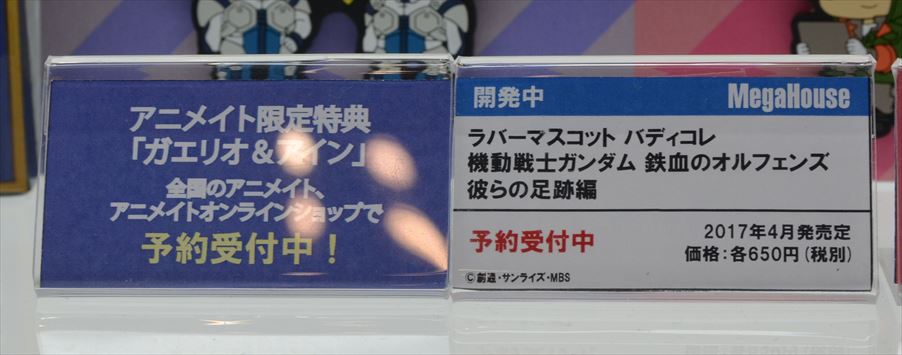 アニメイト限定特典
「ガエリオ&アイン」
全国のアニメイト、
アニメイトオンラインショップで
予約受付中！
開発中 MegaHouse
ラバーマスコット バディコレ
機動戦士ガンダム 鉄血のオルフェンズ
彼らの足跡編
予約受付中
2017年4月発売予定
価格：各650円（税別）
©創通・サンライズ・MBS